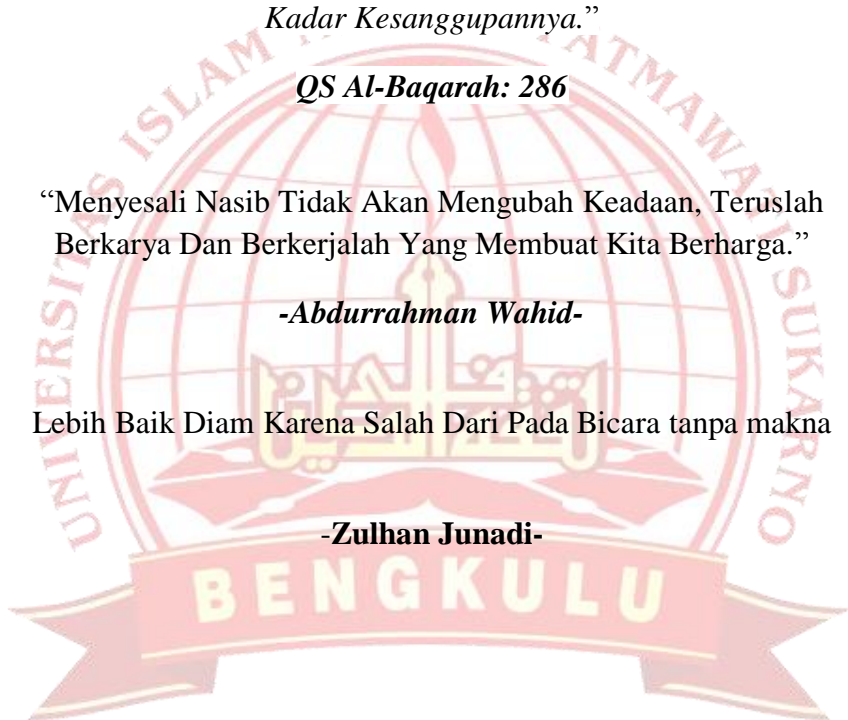 Kadar Kesanggupannya.”
QS Al-Baqarah: 286
“Menyesali Nasib Tidak Akan Mengubah Keadaan, Teruslah
Berkarya Dan Berkerjalah Yang Membuat Kita Berharga.”
-Abdurrahman Wahid-
Lebih Baik Diam Karena Salah Dari Pada Bicara tanpa makna
-Zulhan Junadi-
BENGKULU